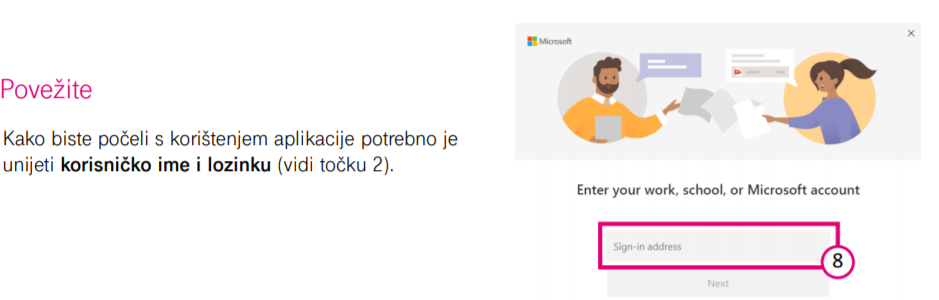 Povežite
Kako biste počeli s korištenjem aplikacije potrebno je
unijeti korisničko ime i lozinku (vidi točku 2).
Microsoft
Enter your work, school, or Microsoft account
Sign-in address
8
Next